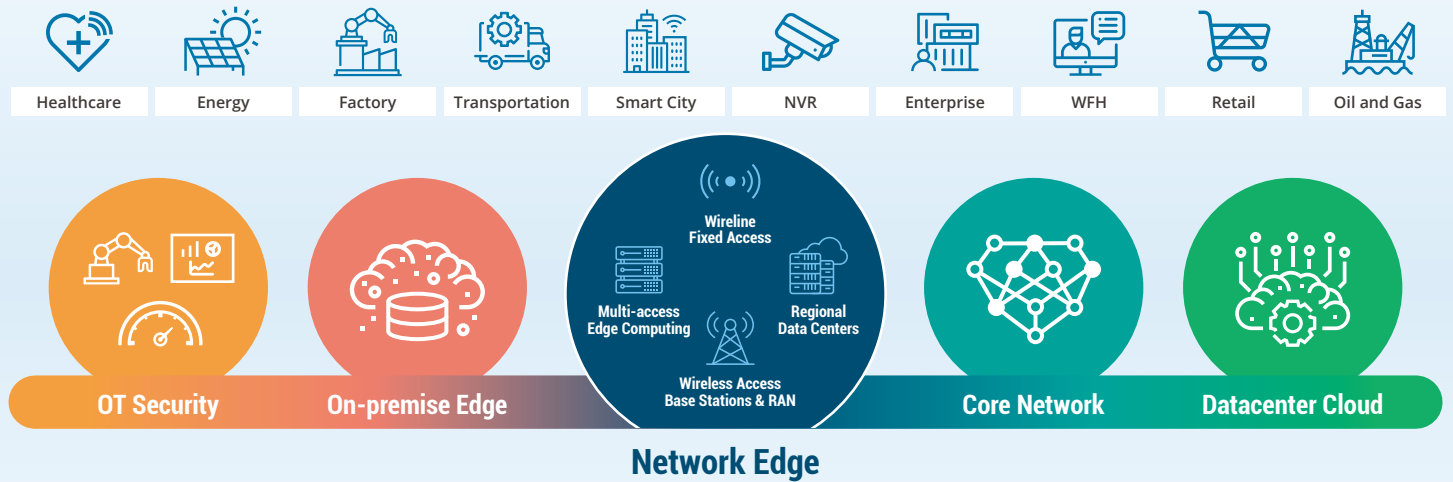 Healthcare
Energy
Factory
Transportation
Smart City
NVR
Enterprise
WFH
Retail
Oil and Gas
Wireline
Fixed Access
Multi-access
Edge Computing
Regional
Data Centers
Wireless Access
Base Stations & RAN
OT Security
On-premise Edge
Core Network
Datacenter Cloud
Network Edge